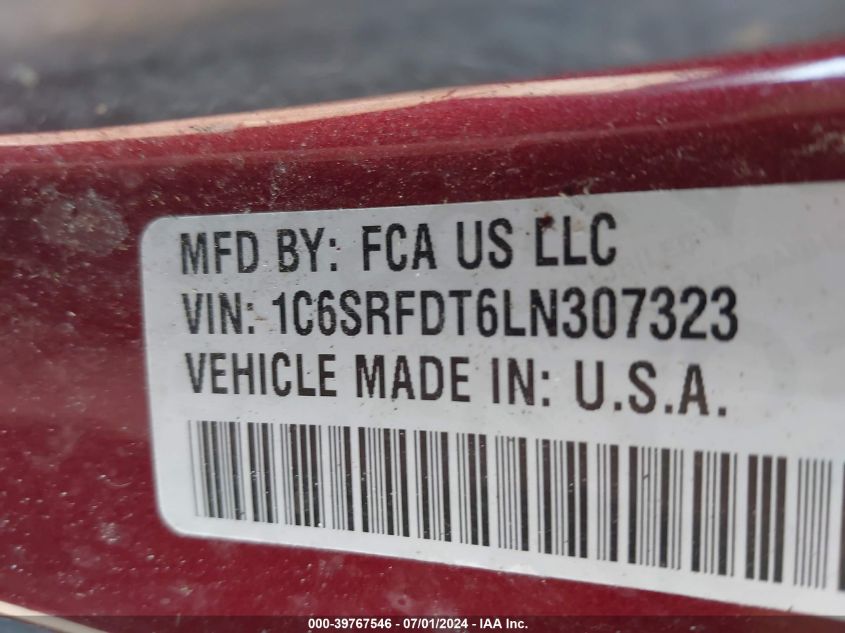 MFD BY: FCA US LLC
VIN: 1C6SRFDT6LN307323
VEHICLE MADE IN: U.S.A.
000-39767546 - 07/01/2024 - IAA Inc.